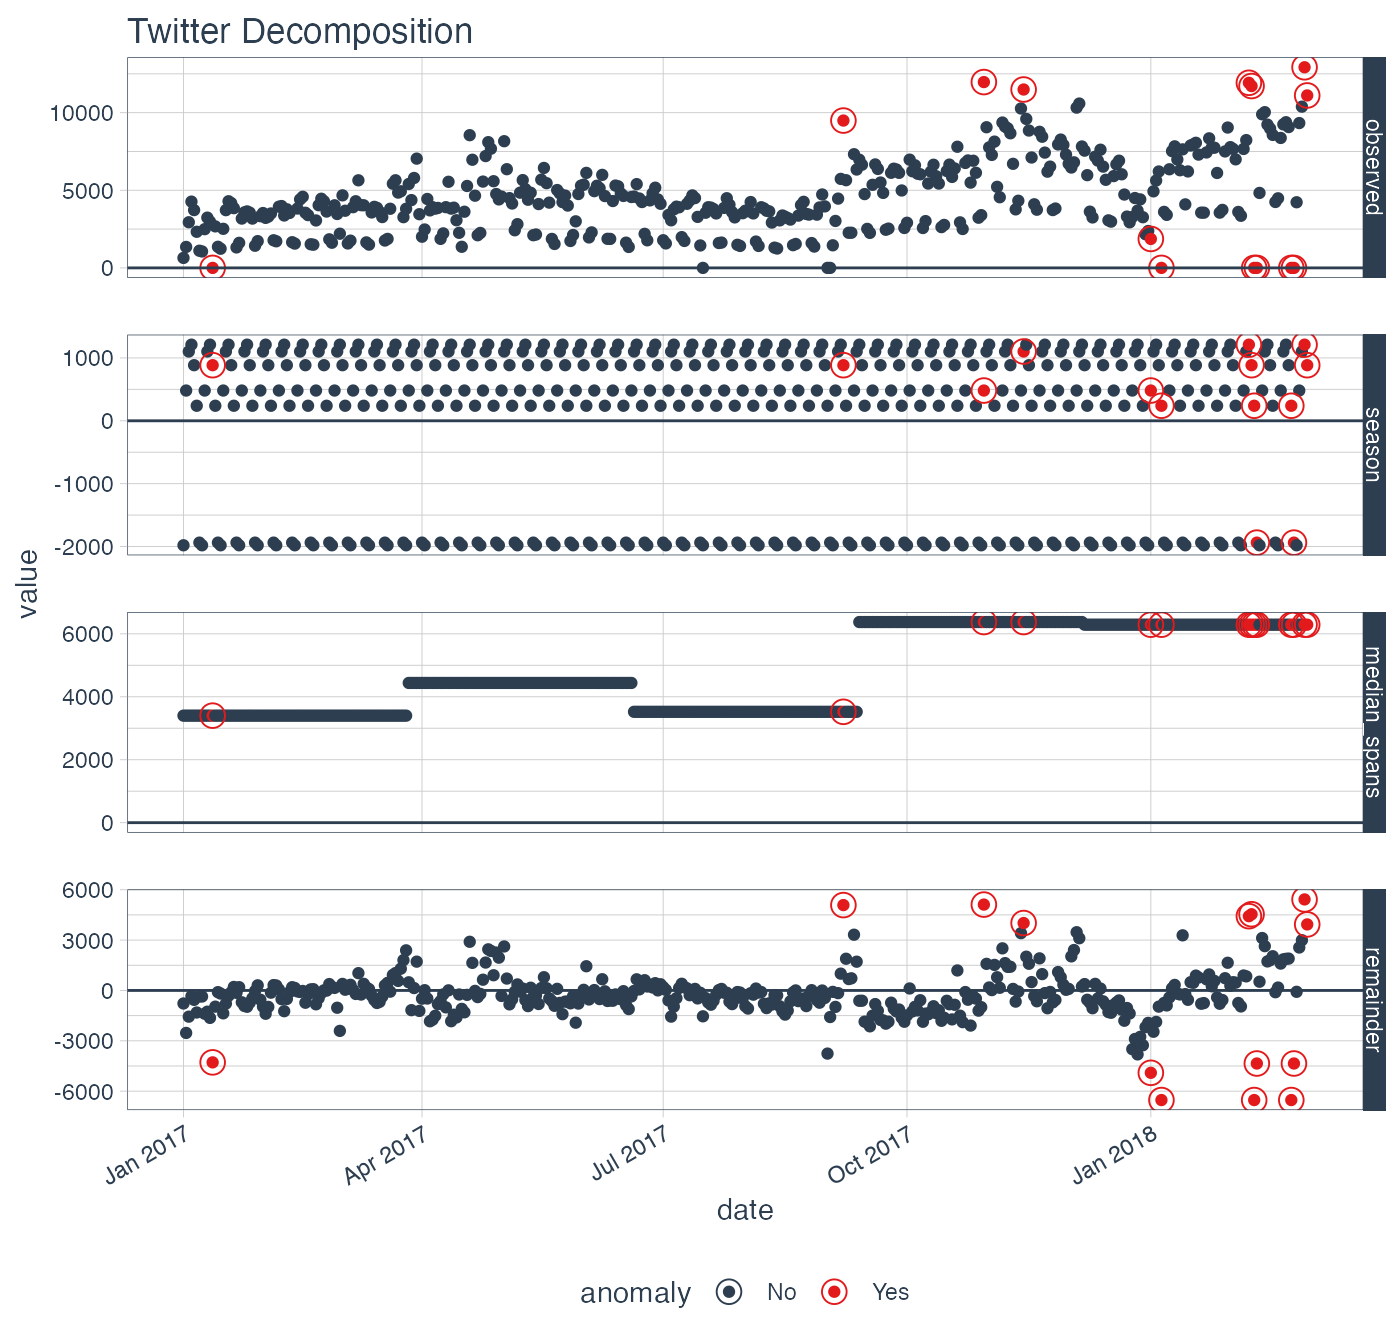 Twitter Decomposition
10000
5000
0
observed
1000
0
-1000
-2000
season
value
6000
4000
2000
0
median_spans
6000
3000
0
-3000
-6000
remainder
Jan 2017
Apr 2017
Jul 2017
Oct 2017
Jan 2018
date
anomaly No Yes